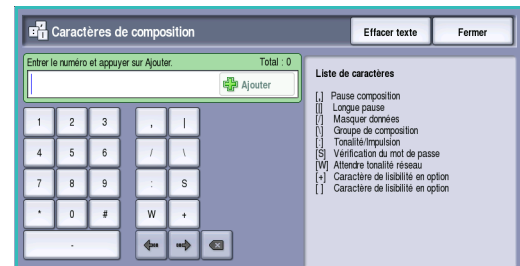 Caractères de composition
Effacer texte
Fermer
Entrer le numéro et appuyer sur Ajouter.
Total : 0
Ajouter
1 2 3 , |
4 5 6 / \
7 8 9 : S
* 0 # W +
-
Liste de caractères
[,] Pause composition
[|] Longue pause
[/] Masquer données
[\] Groupe de composition
[:] Tonalité/Impulsion
[S] Vérification du mot de passe
[W] Attendre tonalité réseau
[+] Caractère de lisibilité en option
[ ] Caractère de lisibilité en option